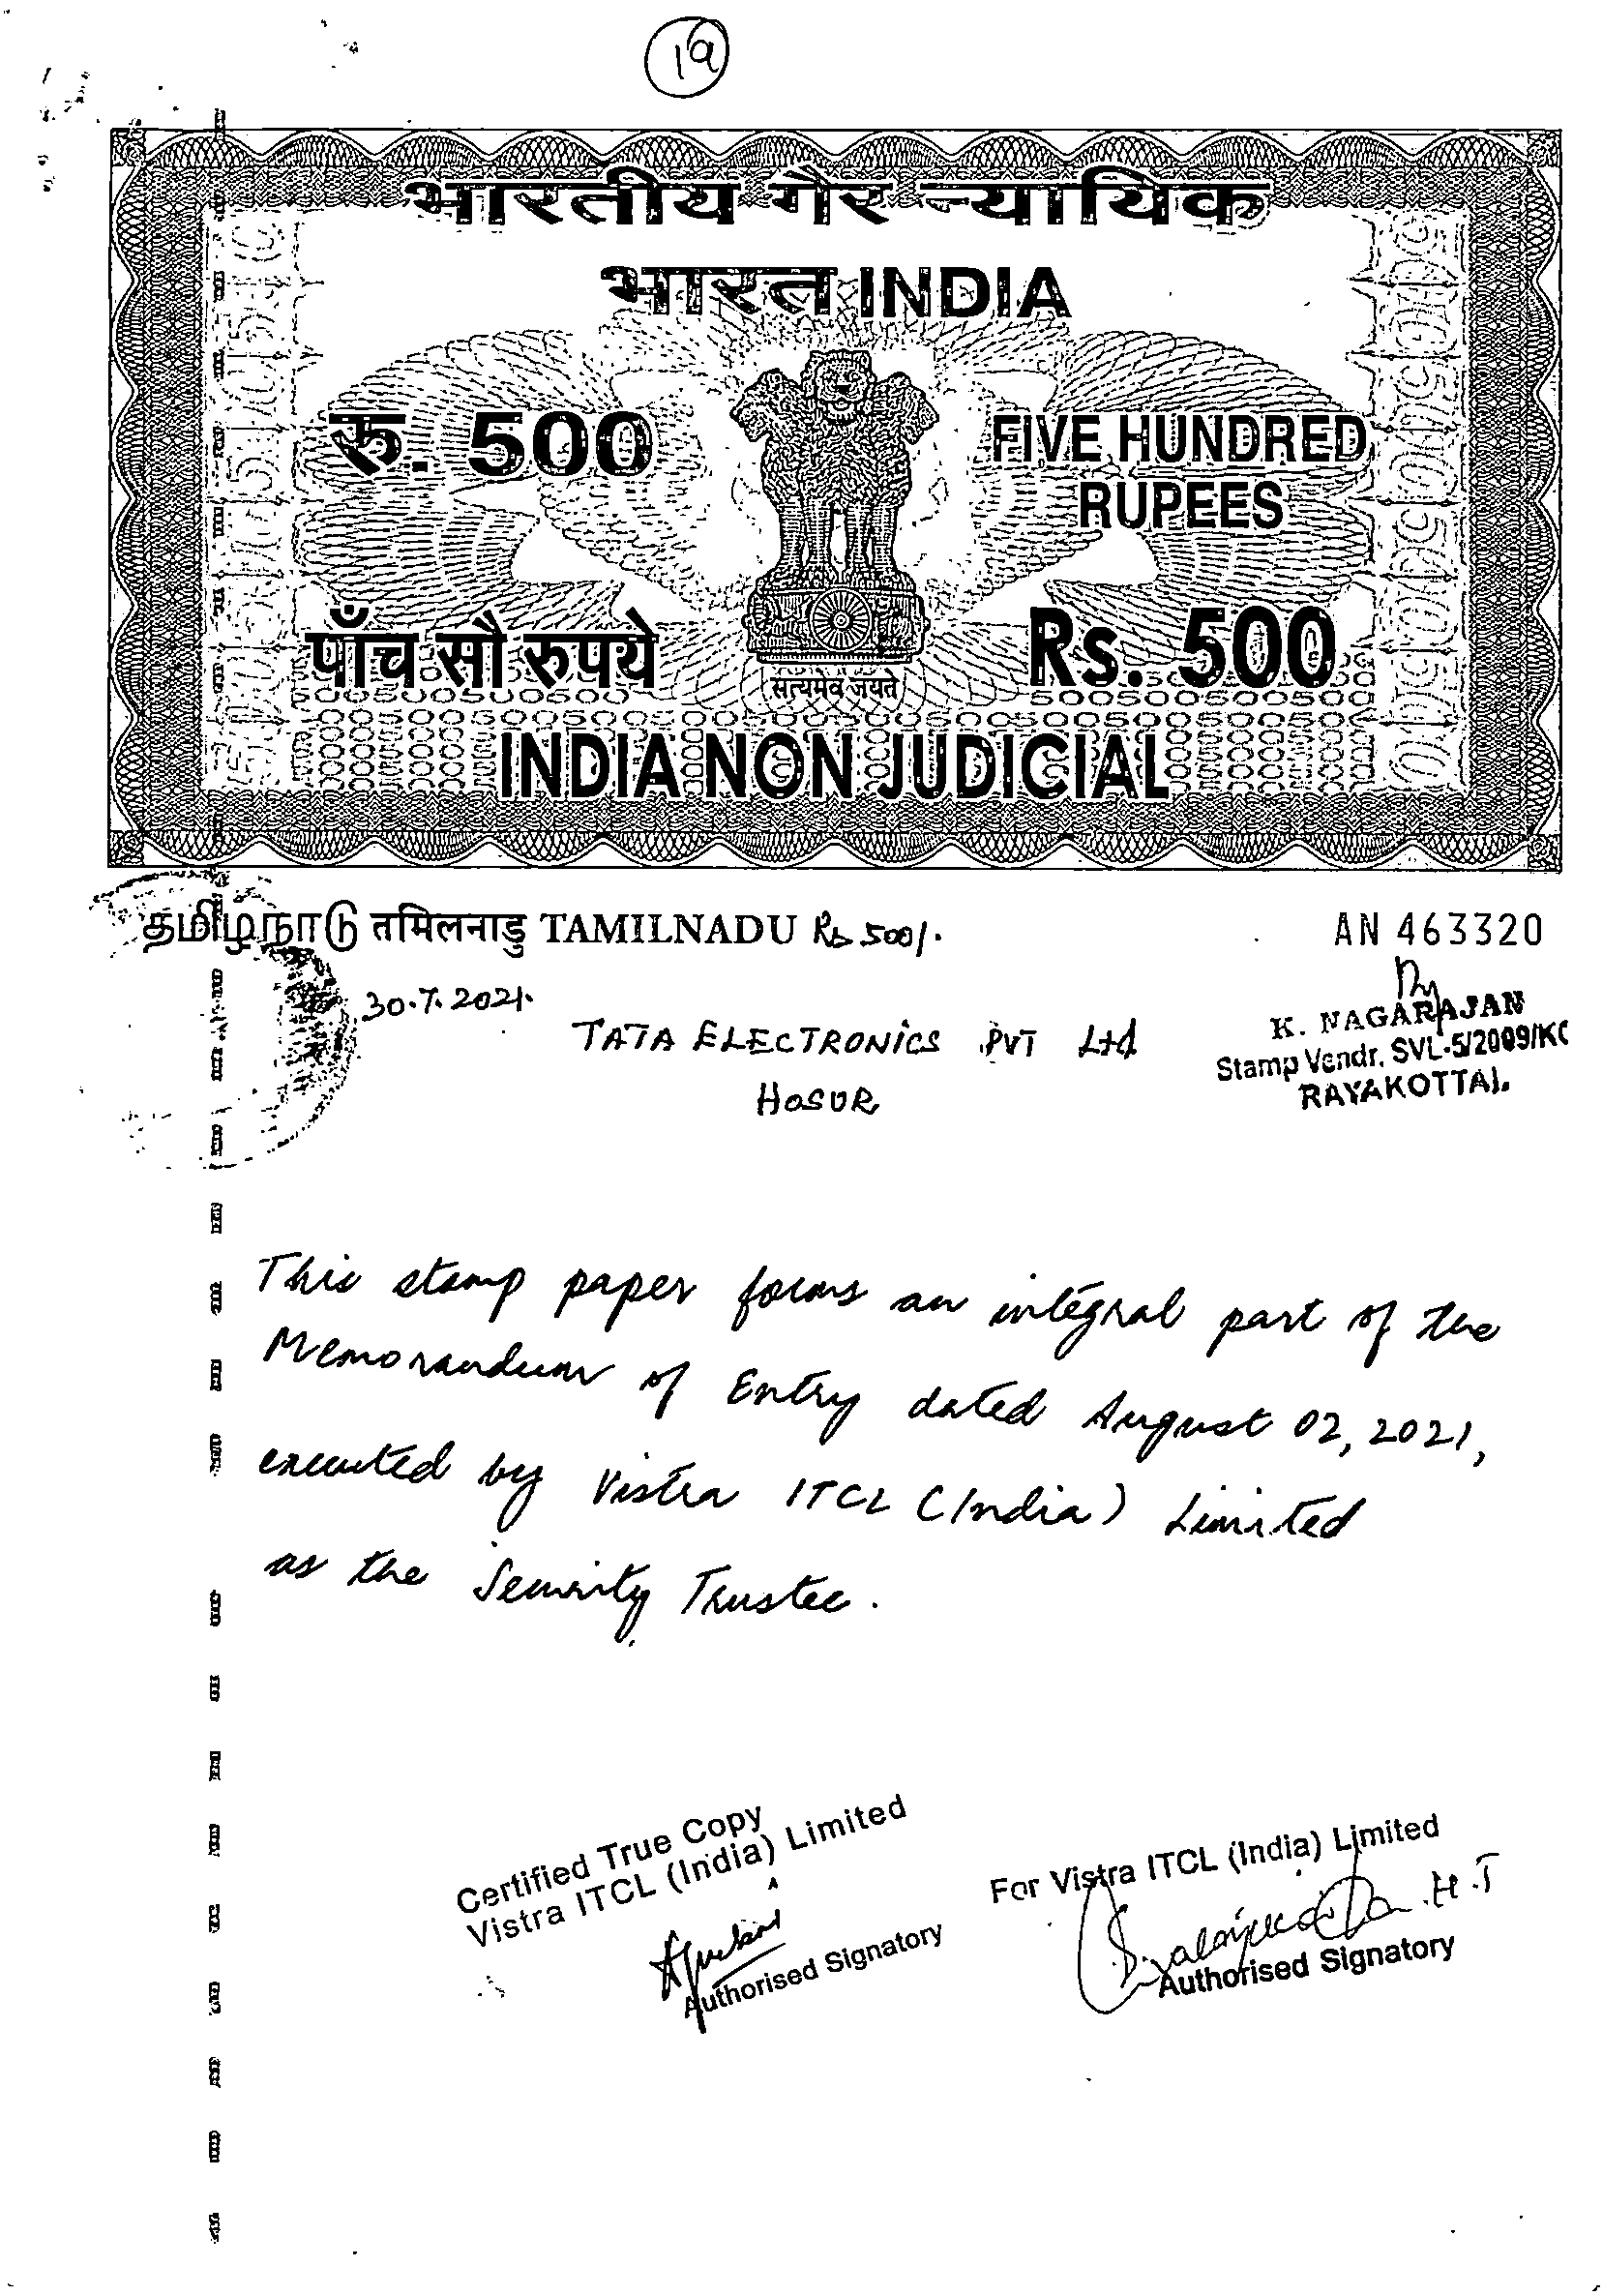 19
भारतीय गैर न्यायिक
भारत INDIA
रु. 500
FIVE HUNDRED
RUPEES
पाँच सौ रुपये
Rs. 500
सत्यमेव जयते
INDIA NON JUDICIAL
தமிழ்நாடு तमिलनाडु TAMILNADU Rs 500/.
AN 463320
30.7.2021.
TATA ELECTRONICS PVT Ltd
HOSUR
K. NAGARAJAN
Stamp Vendr. SVL-5/2009/K
RAYAKOTTAI.
This stamp paper forms an integral part of the
Memorandum of Entry dated August 02, 2021,
executed by Vistra ITCL (India) Limited
as the Security Trustee.
Certified True Copy
Vistra ITCL (India) Limited
Authorised Signatory
For Vistra ITCL (India) Limited
H.T
Authorised Signatory